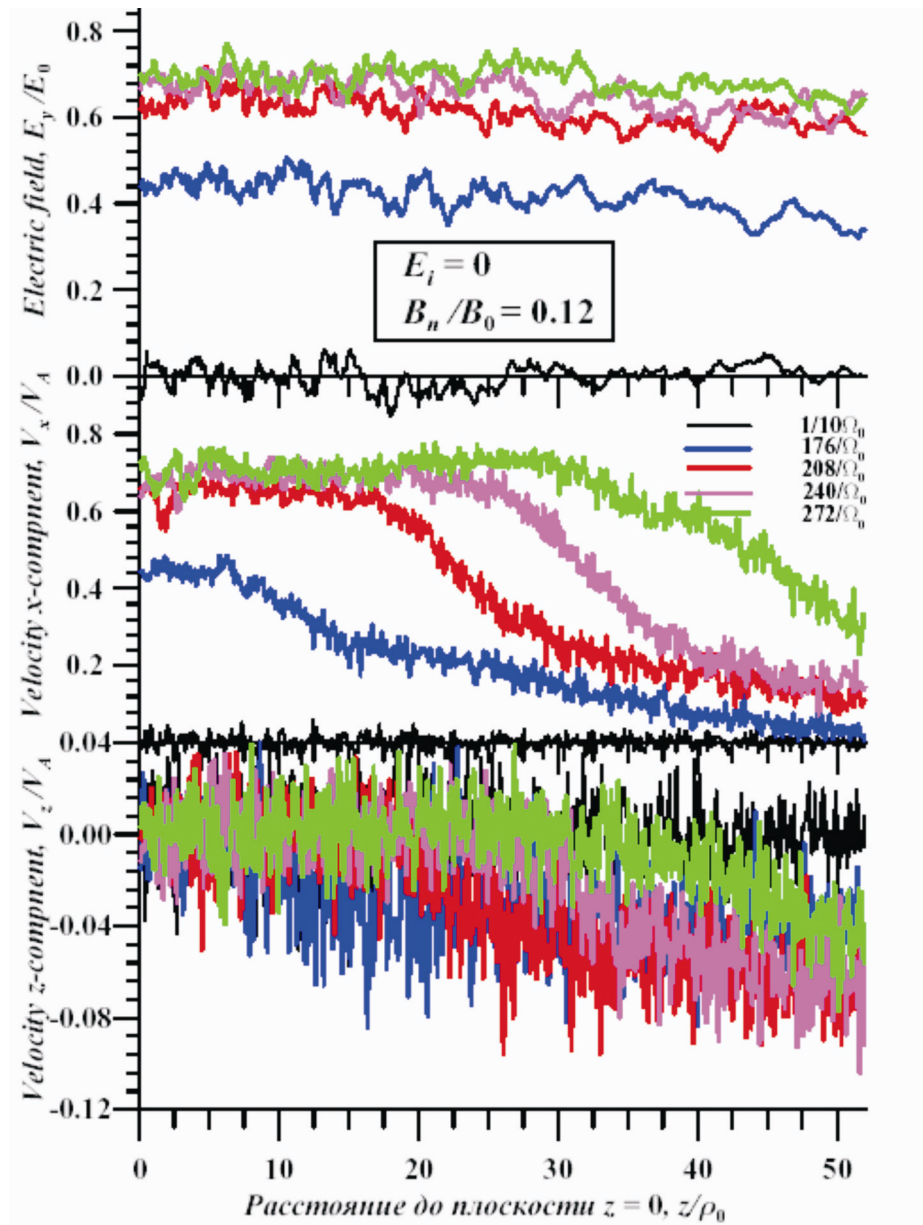 Electric field, E_y/E_0
0.8
0.6
0.4
0.2
0.0
E_i = 0
B_n/B_0 = 0.12
Velocity x-component, V_x/V_A
0.8
0.6
0.4
0.2
1/10Ω_0
176/Ω_0
208/Ω_0
240/Ω_0
272/Ω_0
Velocity z-component, V_z/V_A
0.04
0.00
-0.04
-0.08
-0.12
0 10 20 30 40 50
Расстояние до плоскости z = 0, z/ρ_0